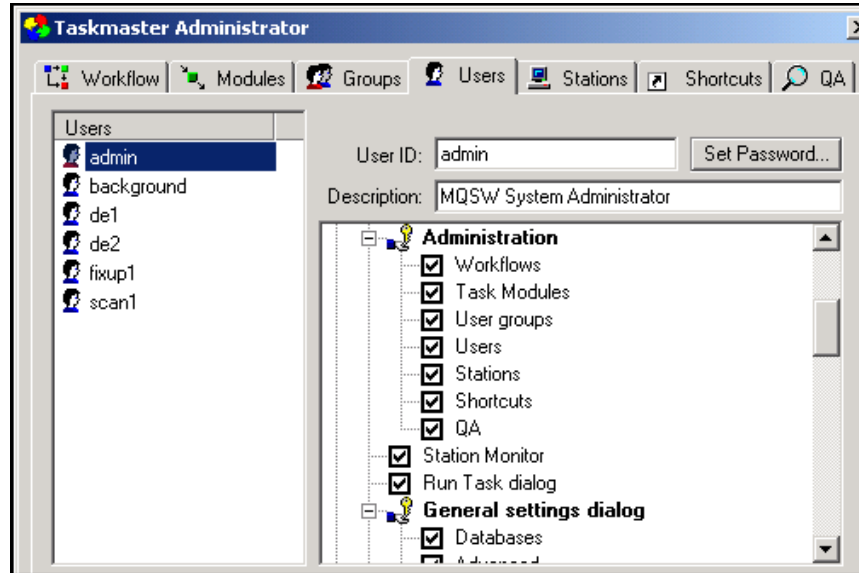 Taskmaster Administrator
Workflow Modules Groups Users Stations Shortcuts QA
Users
admin
background
de1
de2
fixup1
scan1
User ID: admin Set Password...
Description: MQSW System Administrator
Administration
Workflows
Task Modules
User groups
Users
Stations
Shortcuts
QA
Station Monitor
Run Task dialog
General settings dialog
Databases